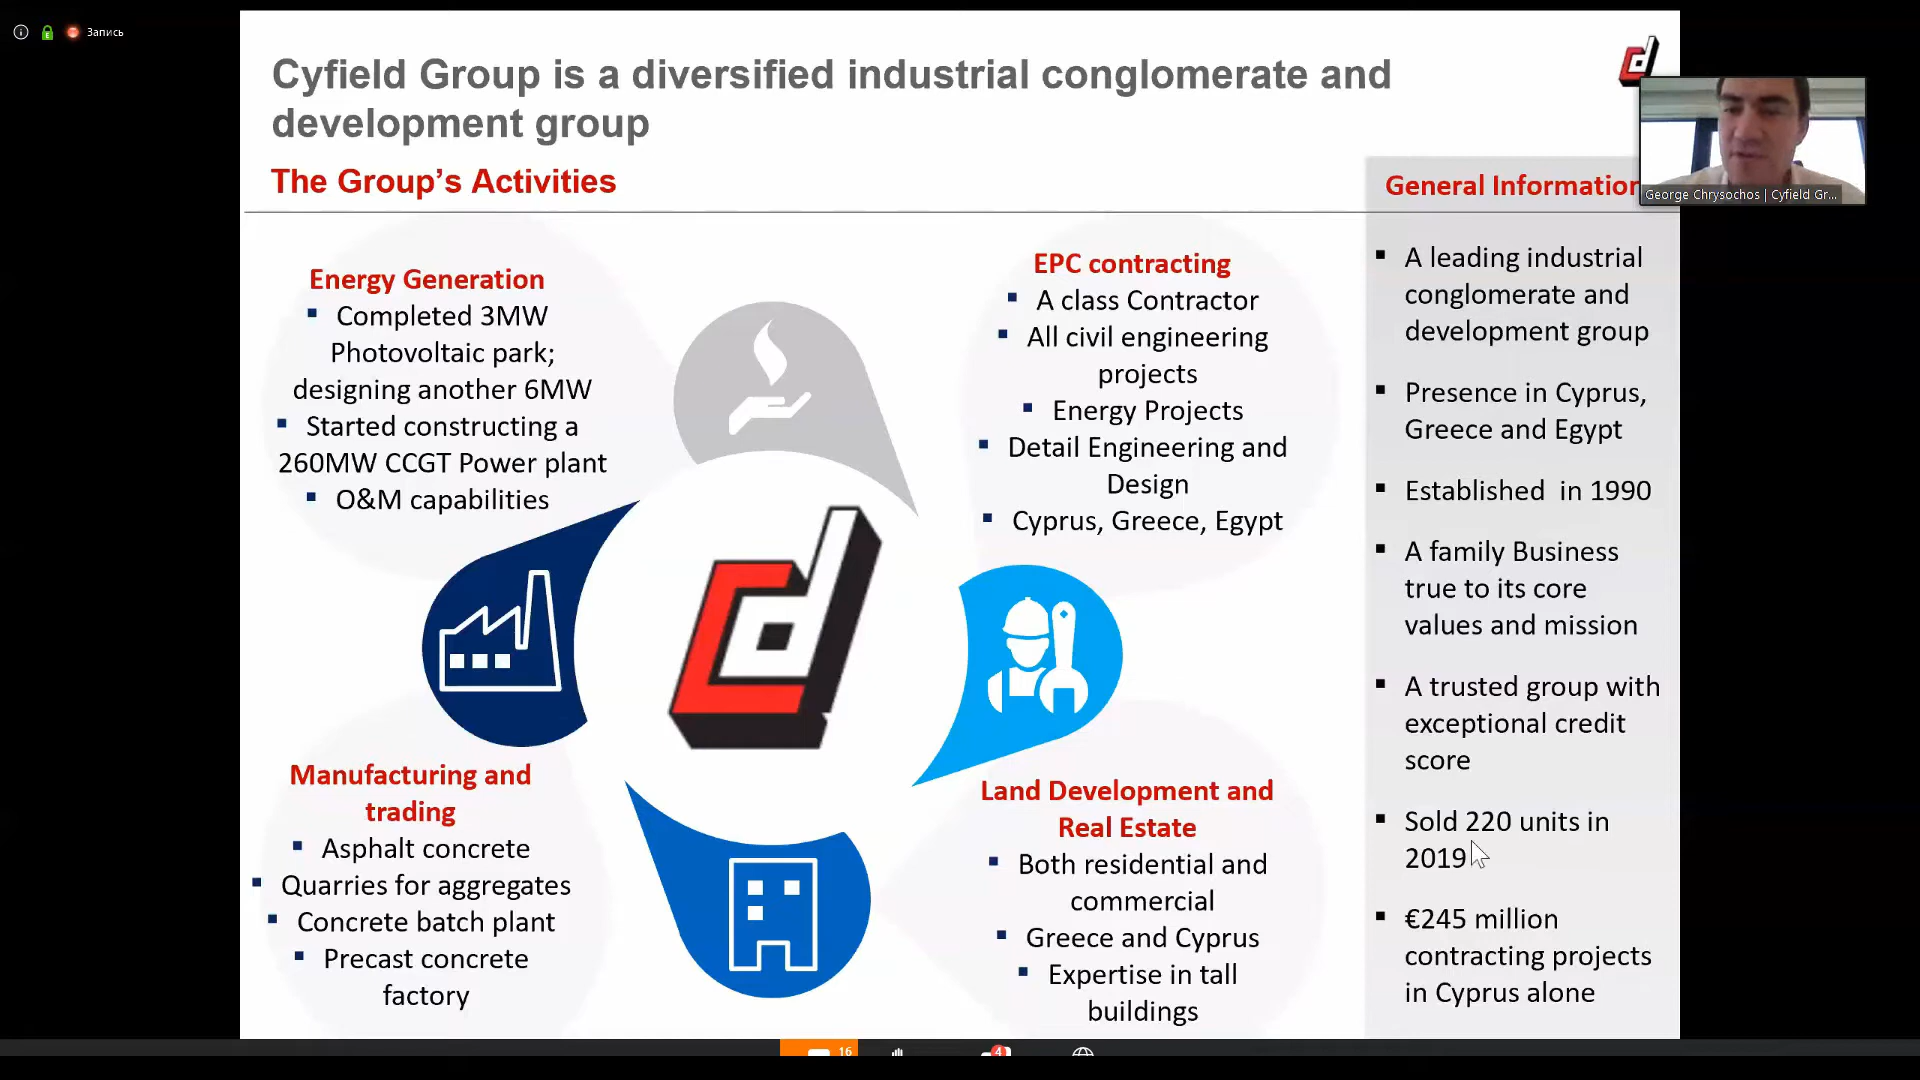 Запись
Cyfield Group is a diversified industrial conglomerate and
development group
The Group's Activities
General Information
George Chrysochos | Cyfield Gr...
Energy Generation
▪ Completed 3MW
Photovoltaic park;
designing another 6MW
▪ Started constructing a
260MW CCGT Power plant
▪ O&M capabilities
EPC contracting
▪ A class Contractor
▪ All civil engineering
projects
▪ Energy Projects
▪ Detail Engineering and
Design
▪ Cyprus, Greece, Egypt
Manufacturing and
trading
▪ Asphalt concrete
▪ Quarries for aggregates
▪ Concrete batch plant
▪ Precast concrete
factory
Land Development and
Real Estate
▪ Both residential and
commercial
▪ Greece and Cyprus
▪ Expertise in tall
buildings
▪ A leading industrial
conglomerate and
development group
▪ Presence in Cyprus,
Greece and Egypt
▪ Established in 1990
▪ A family Business
true to its core
values and mission
▪ A trusted group with
exceptional credit
score
▪ Sold 220 units in
2019
▪ €245 million
contracting projects
in Cyprus alone
16
4